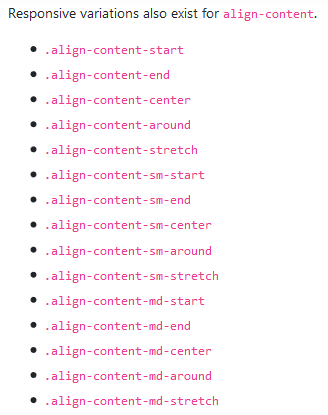 Responsive variations also exist for align-content.
.align-content-start
.align-content-end
.align-content-center
.align-content-around
.align-content-stretch
.align-content-sm-start
.align-content-sm-end
.align-content-sm-center
.align-content-sm-around
.align-content-sm-stretch
.align-content-md-start
.align-content-md-end
.align-content-md-center
.align-content-md-around
.align-content-md-stretch